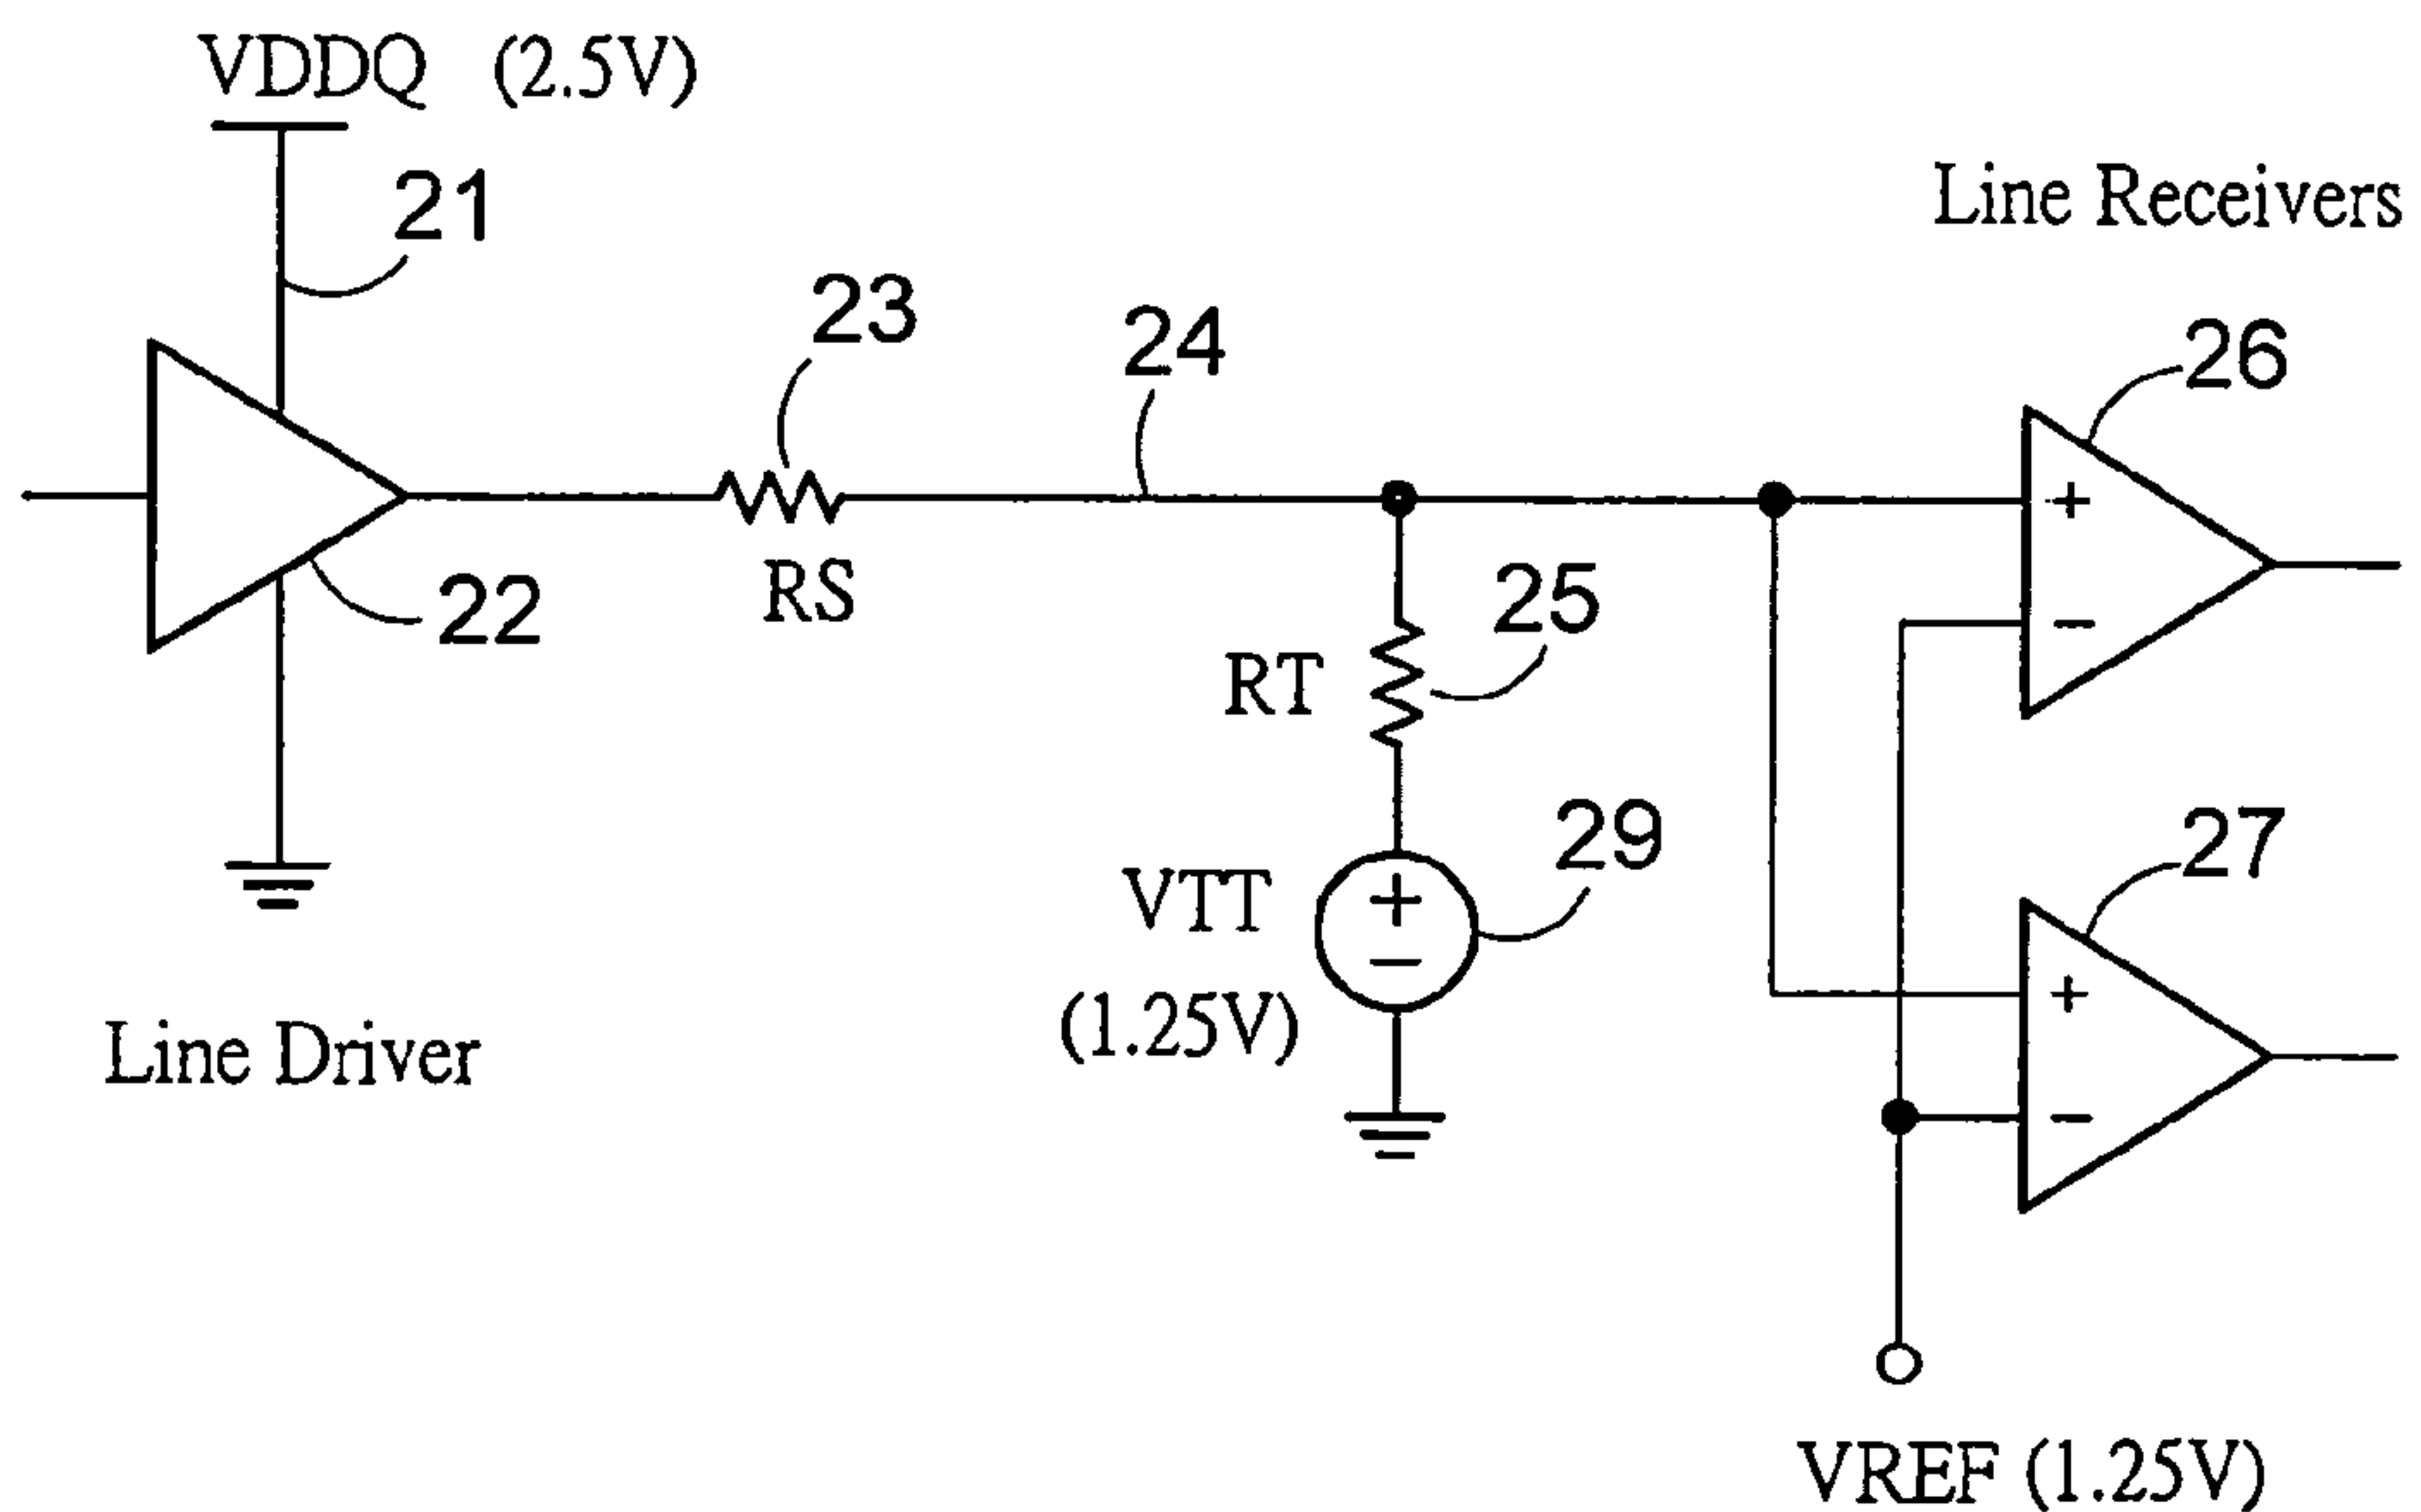 VDDQ (2.5V)
21
Line Receivers
23
24
26
+
22
RS
25
−
RT
29
27
VTT
+
−
(1.25V)
+
Line Driver
−
VREF (1.25V)